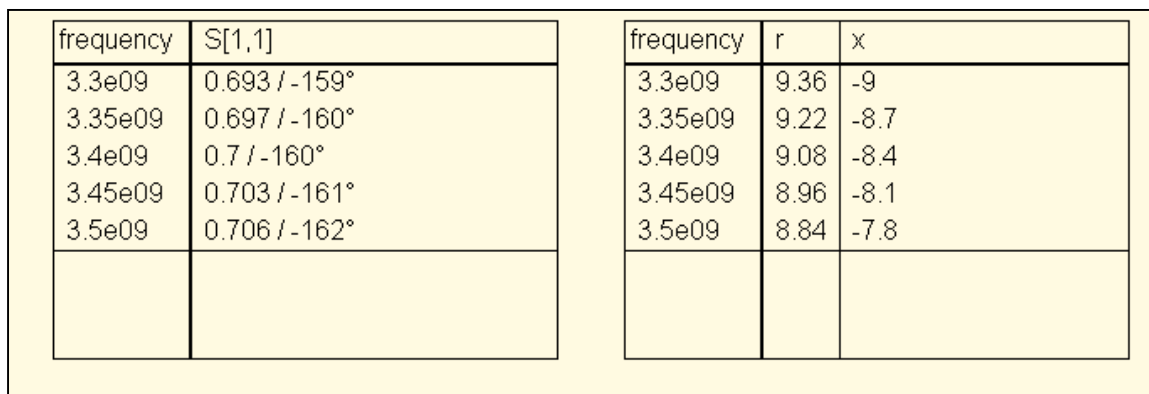 frequency S[1,1]
3.3e09 0.693 / -159°
3.35e09 0.697 / -160°
3.4e09 0.7 / -160°
3.45e09 0.703 / -161°
3.5e09 0.706 / -162°
frequency r x
3.3e09 9.36 -9
3.35e09 9.22 -8.7
3.4e09 9.08 -8.4
3.45e09 8.96 -8.1
3.5e09 8.84 -7.8